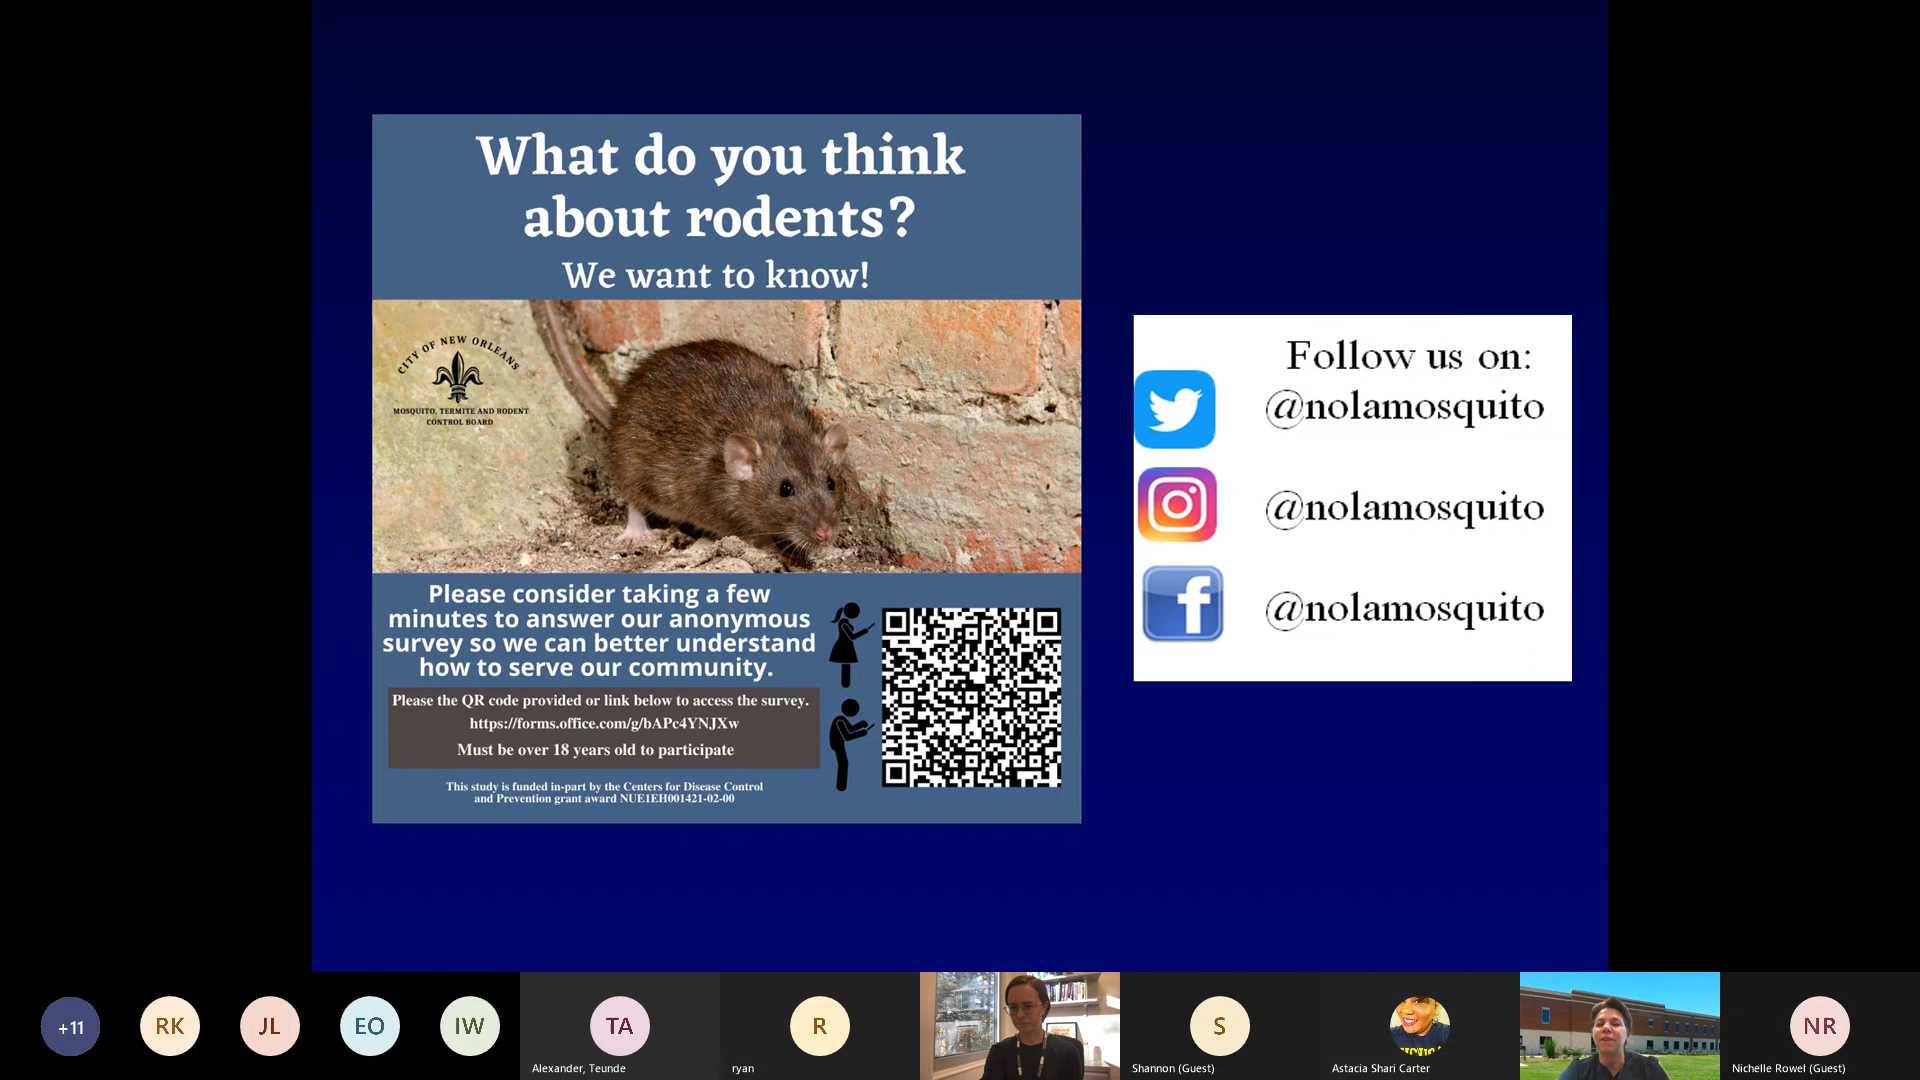 What do you think
about rodents?
We want to know!
CITY OF NEW ORLEANS
MOSQUITO, TERMITE AND RODENT
CONTROL BOARD
Please consider taking a few
minutes to answer our anonymous
survey so we can better understand
how to serve our community.
Please the QR code provided or link below to access the survey.
https://forms.office.com/g/bAPc4YNJXw
Must be over 18 years old to participate
This study is funded in-part by the Centers for Disease Control
and Prevention grant award NUE1EH001421-02-00
Follow us on:
@nolamosquito
@nolamosquito
@nolamosquito
+11
RK
JL
EO
IW
TA
Alexander, Teunde
R
ryan
S
Shannon (Guest)
Astacia Shari Carter
NR
Nichelle Rowel (Guest)